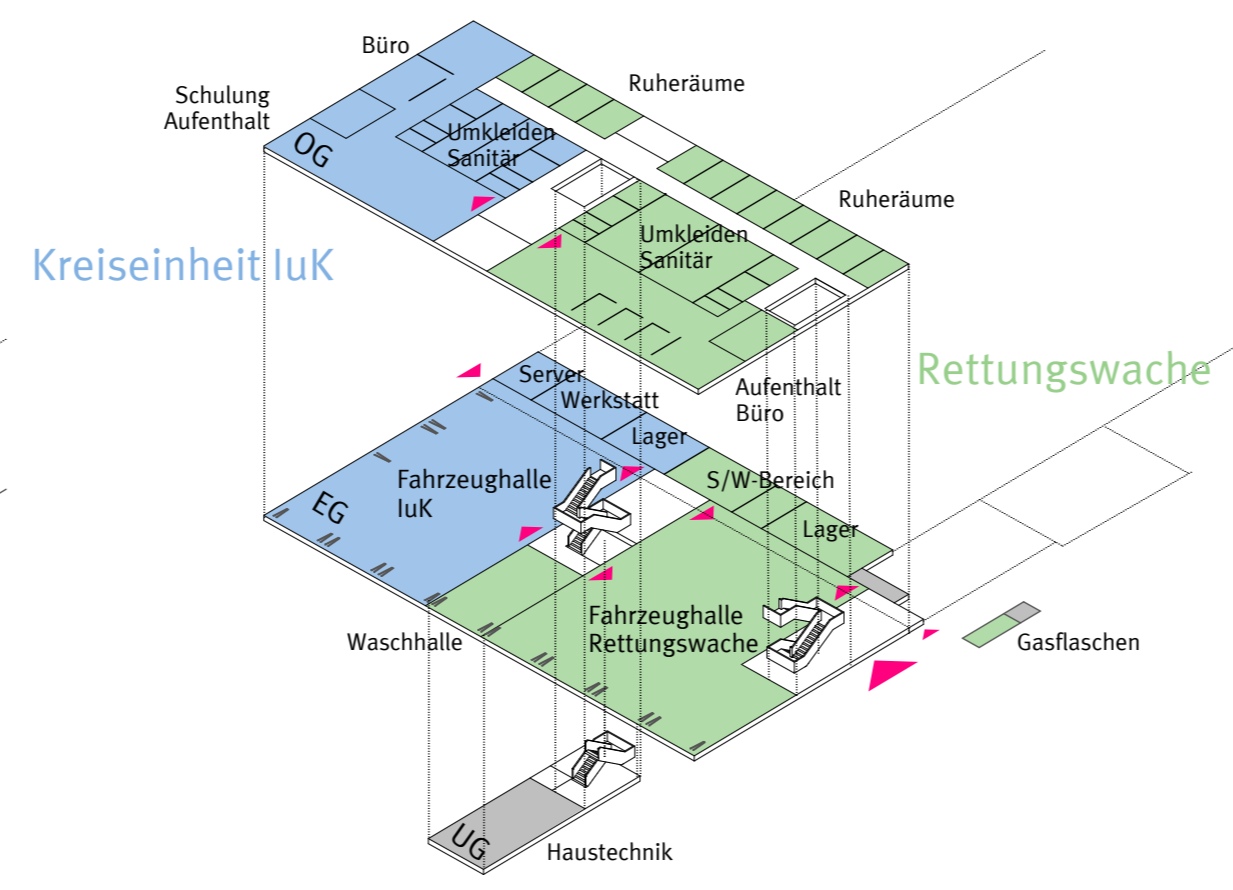 Büro
Ruheräume
Schulung
Aufenthalt
OG
Umkleiden
Sanitär
Ruheräume
Umkleiden
Sanitär
Kreiseinheit IuK
Rettungswache
Aufenthalt
Büro
Server
Werkstatt
Lager
S/W-Bereich
Lager
Fahrzeughalle
IuK
EG
Waschhalle
Fahrzeughalle
Rettungswache
Gasflaschen
UG
Haustechnik